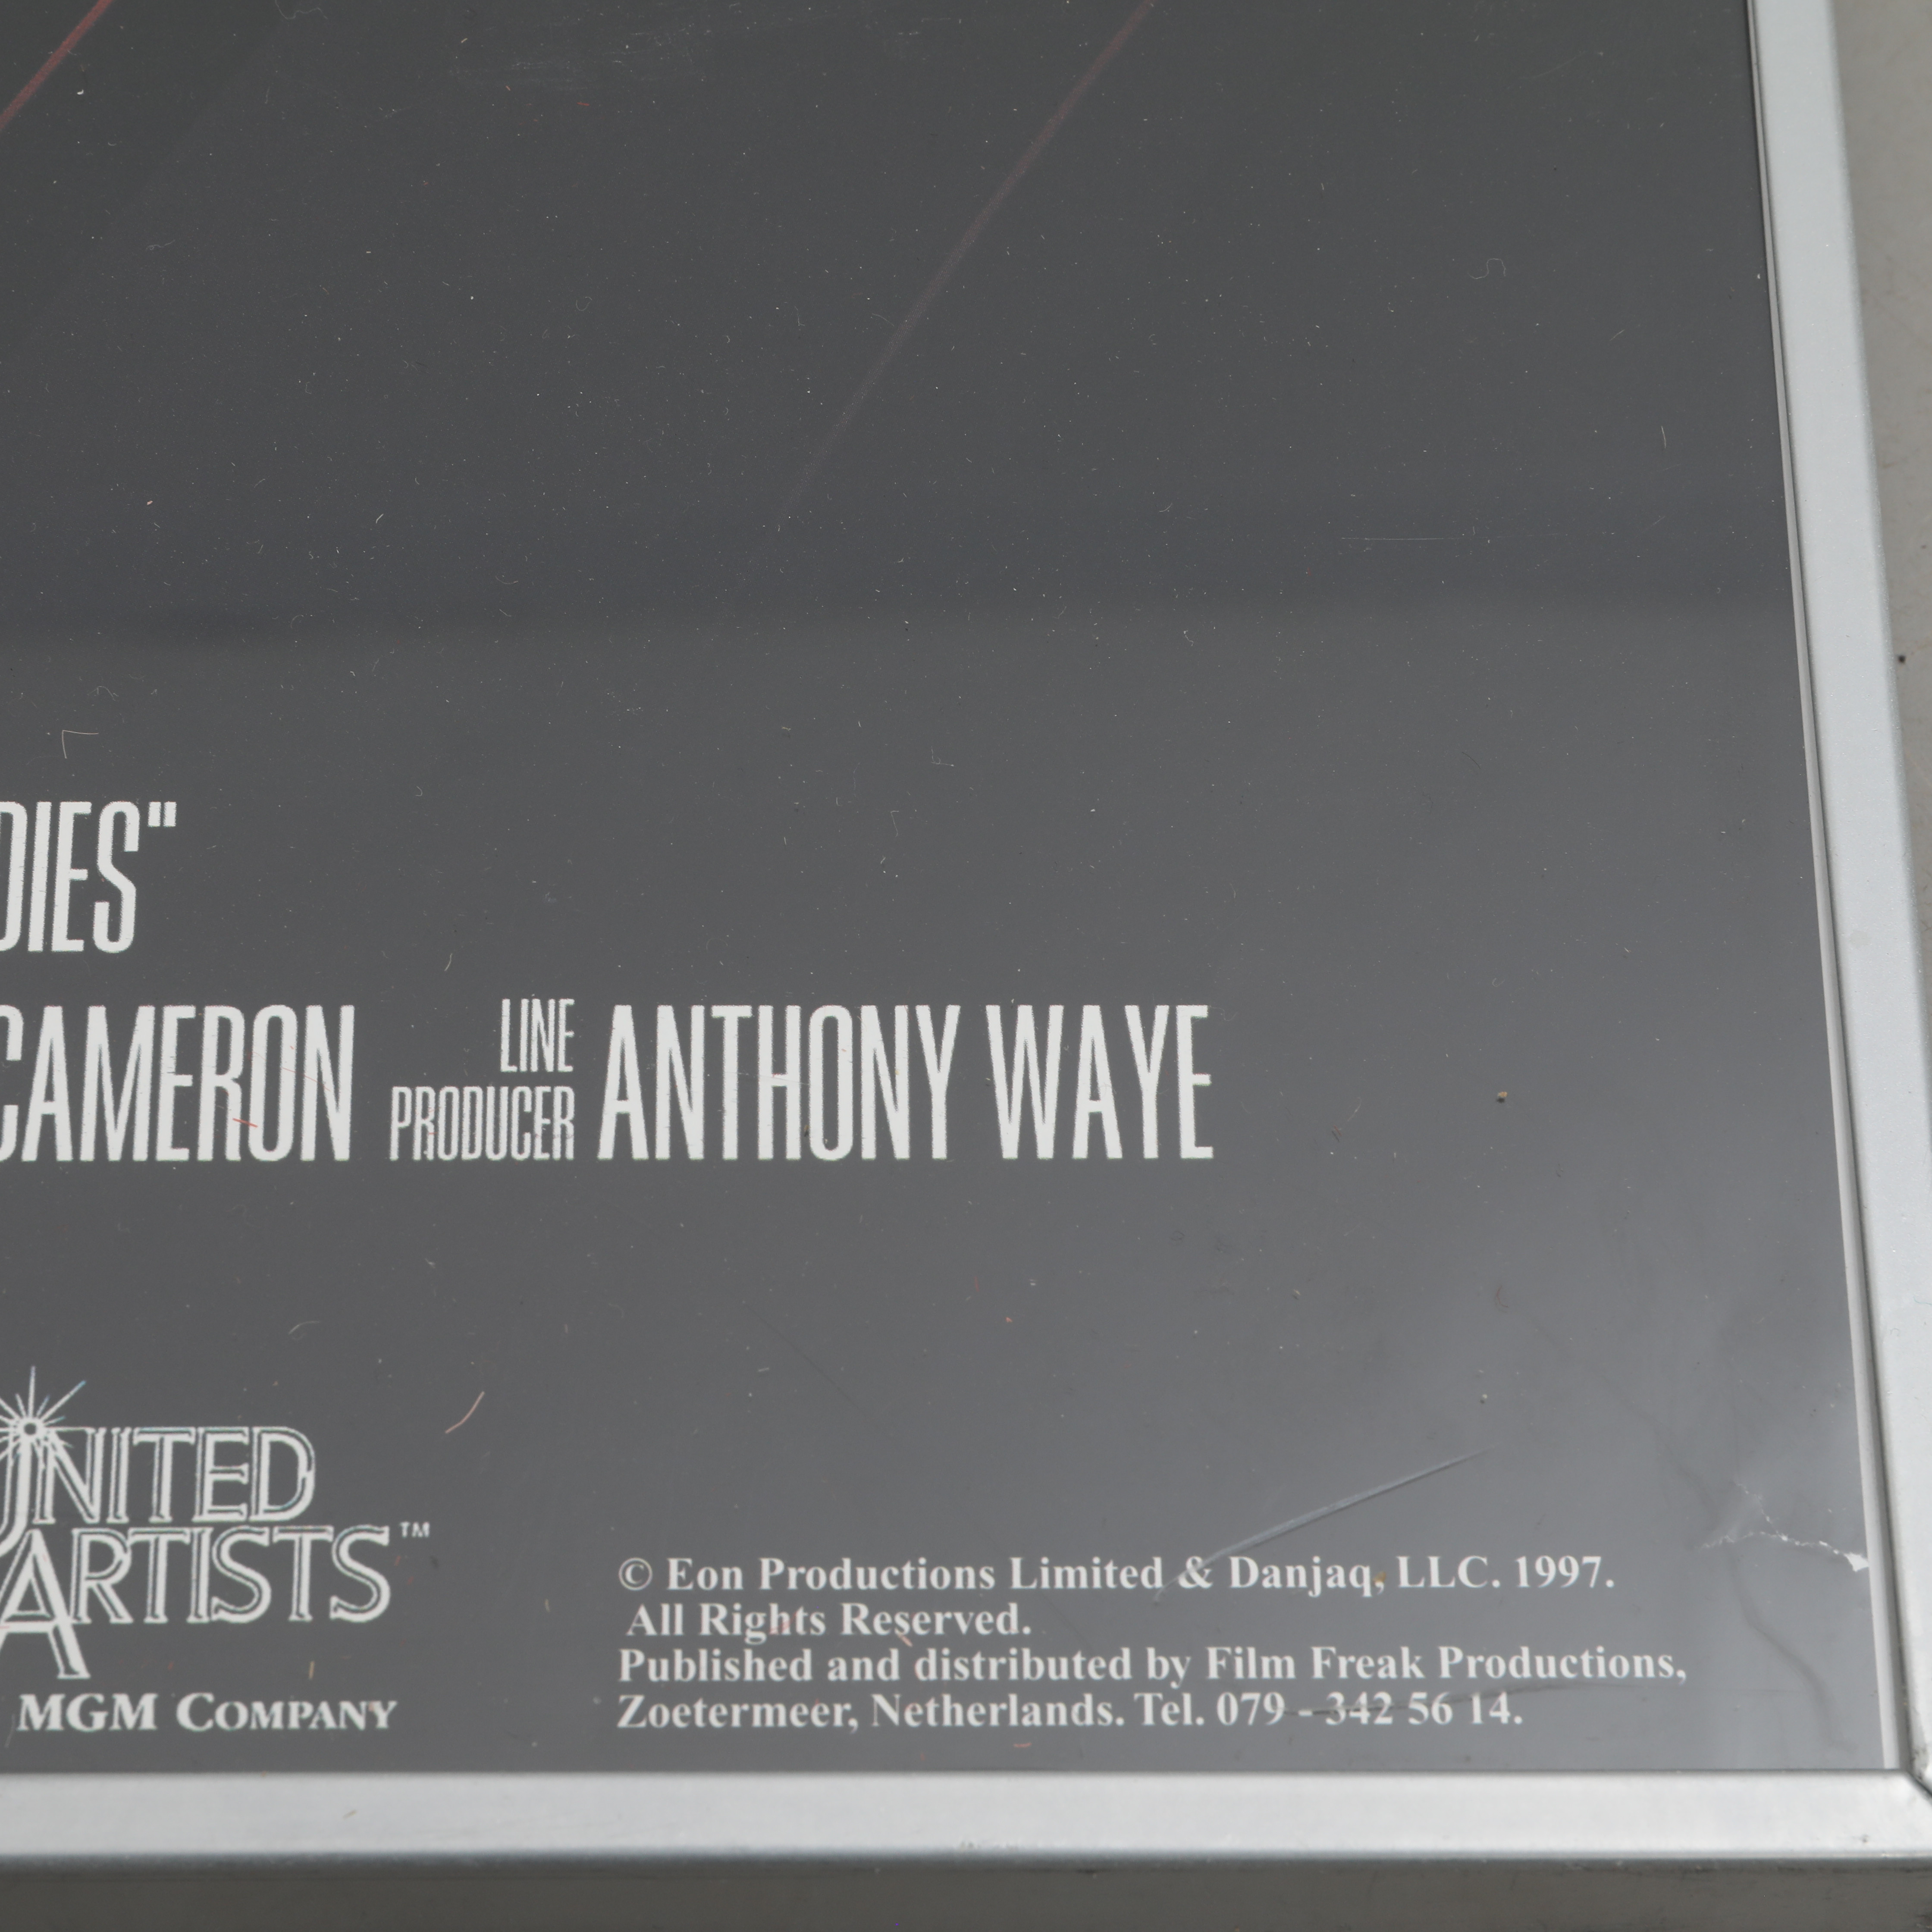 DIES"
CAMERON LINE PRODUCER ANTHONY WAYE
UNITED
ARTISTS™
MGM COMPANY
© Eon Productions Limited & Danjaq, LLC. 1997.
All Rights Reserved.
Published and distributed by Film Freak Productions,
Zoetermeer, Netherlands. Tel. 079 - 342 56 14.